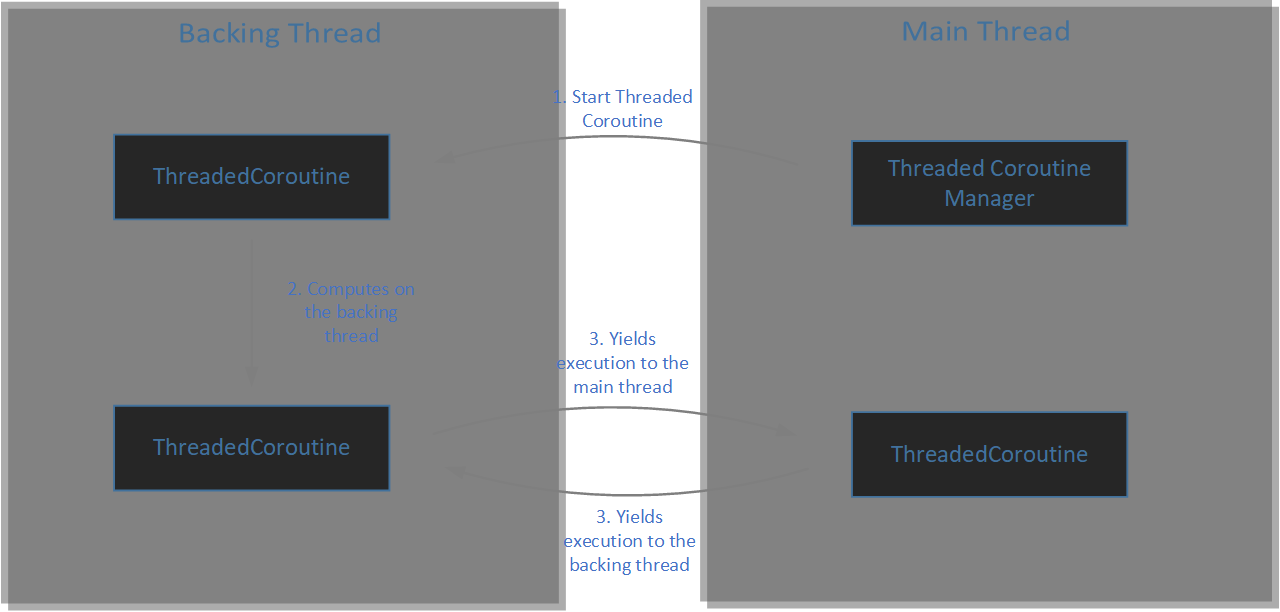 Backing Thread
Main Thread
1. Start Threaded
Coroutine
ThreadedCoroutine
Threaded Coroutine
Manager
2. Computes on
the backing
thread
3. Yields
execution to the
main thread
ThreadedCoroutine
ThreadedCoroutine
3. Yields
execution to the
backing thread